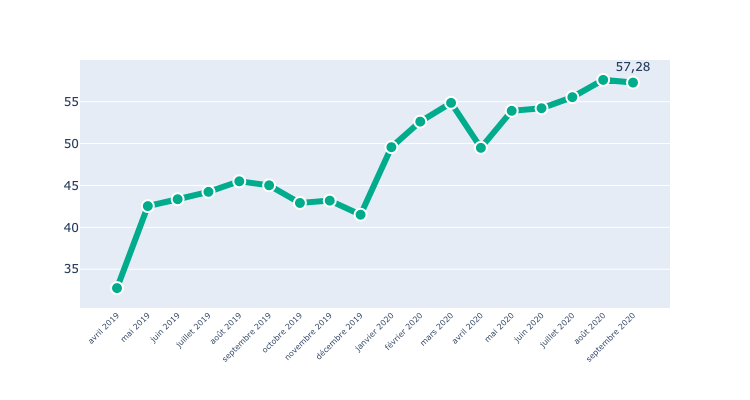 57,28
55
50
45
40
35
avril 2019
mai 2019
juin 2019
juillet 2019
août 2019
septembre 2019
octobre 2019
novembre 2019
décembre 2019
janvier 2020
février 2020
mars 2020
avril 2020
mai 2020
juin 2020
juillet 2020
août 2020
septembre 2020